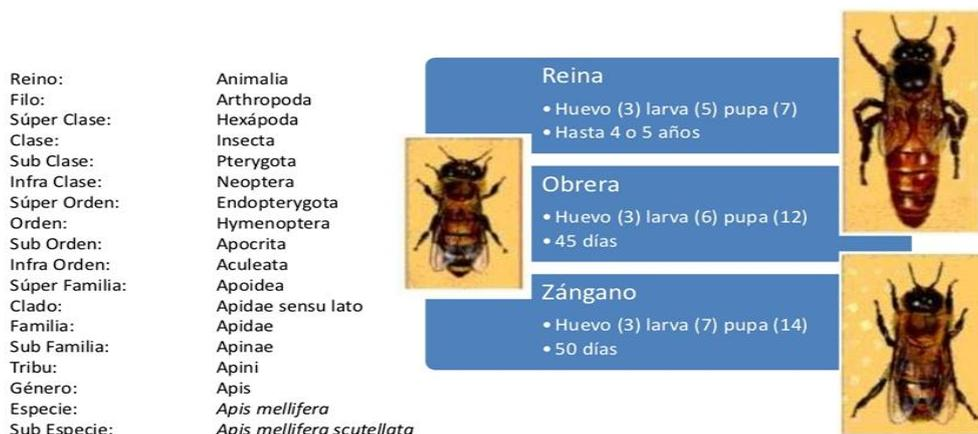 Reino: Animalia
Filo: Arthropoda
Súper Clase: Hexápoda
Clase: Insecta
Sub Clase: Pterygota
Infra Clase: Neoptera
Súper Orden: Endopterygota
Orden: Hymenoptera
Sub Orden: Apocrita
Infra Orden: Aculeata
Súper Familia: Apoidea
Clado: Apidae sensu lato
Familia: Apidae
Sub Familia: Apinae
Tribu: Apini
Género: Apis
Especie: Apis mellifera
Sub Especie: Apis mellifera scutellata
Reina
• Huevo (3) larva (5) pupa (7)
• Hasta 4 o 5 años
Obrera
• Huevo (3) larva (6) pupa (12)
• 45 días
Zángano
• Huevo (3) larva (7) pupa (14)
• 50 días